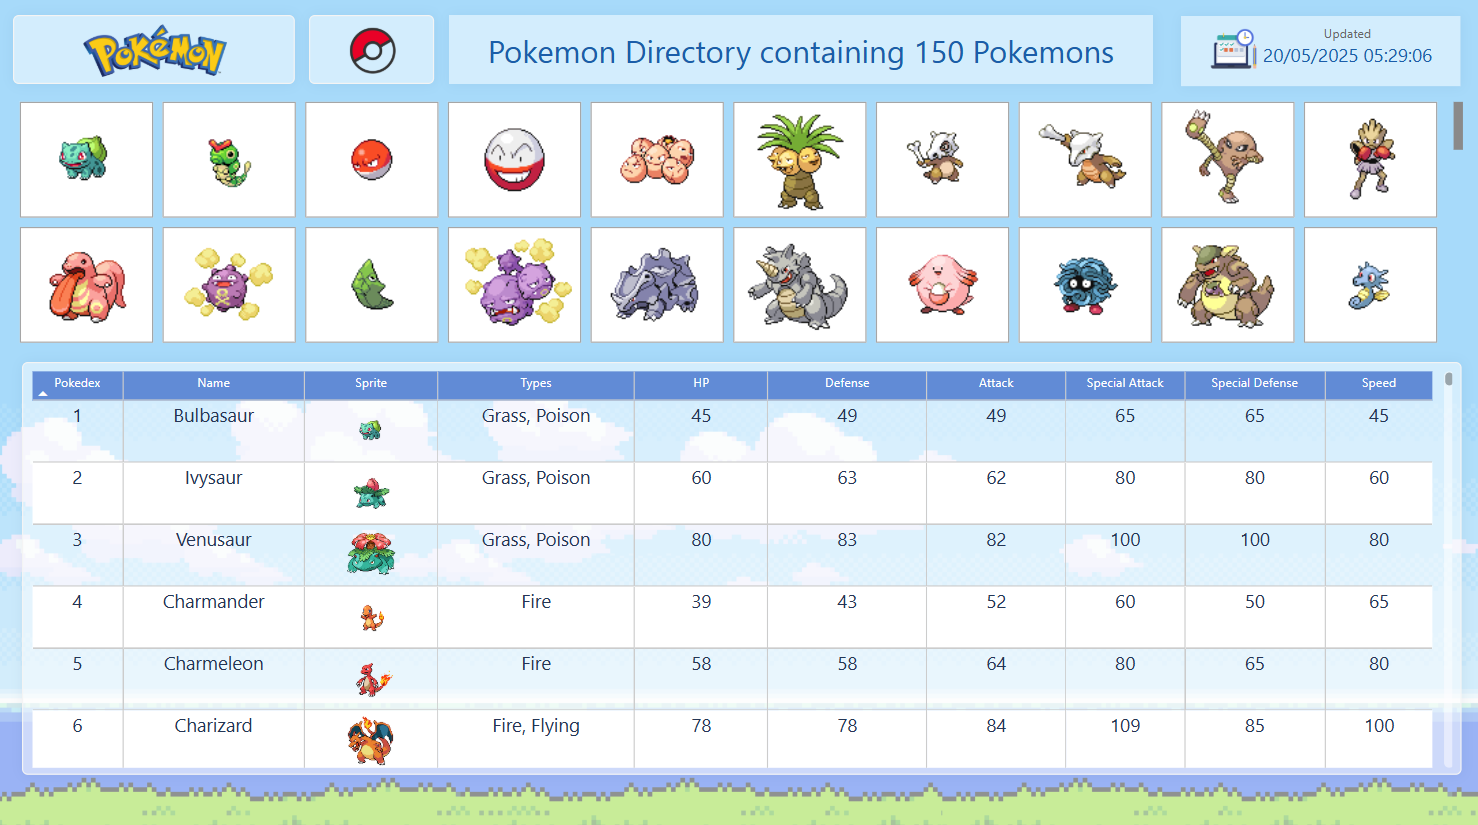 POKéMON
Pokemon Directory containing 150 Pokemons
Updated
20/05/2025 05:29:06
Pokedex Name Sprite Types HP Defense Attack Special Attack Special Defense Speed
1 Bulbasaur Grass, Poison 45 49 49 65 65 45
2 Ivysaur Grass, Poison 60 63 62 80 80 60
3 Venusaur Grass, Poison 80 83 82 100 100 80
4 Charmander Fire 39 43 52 60 50 65
5 Charmeleon Fire 58 58 64 80 65 80
6 Charizard Fire, Flying 78 78 84 109 85 100